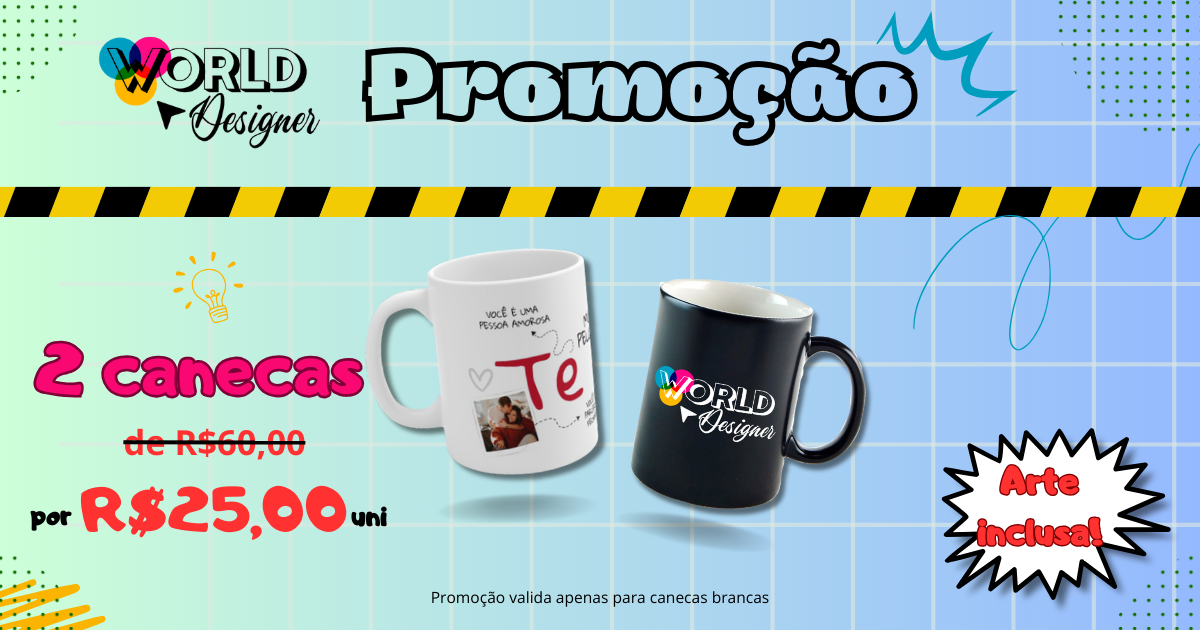 WORLD
Designer
Promoção
2 canecas
de R$60,00
por R$25,00 uni
VOCÊ É UMA
PESSOA AMOROSA
Te
WORLD
Designer
Arte
inclusa!
Promoção valida apenas para canecas brancas